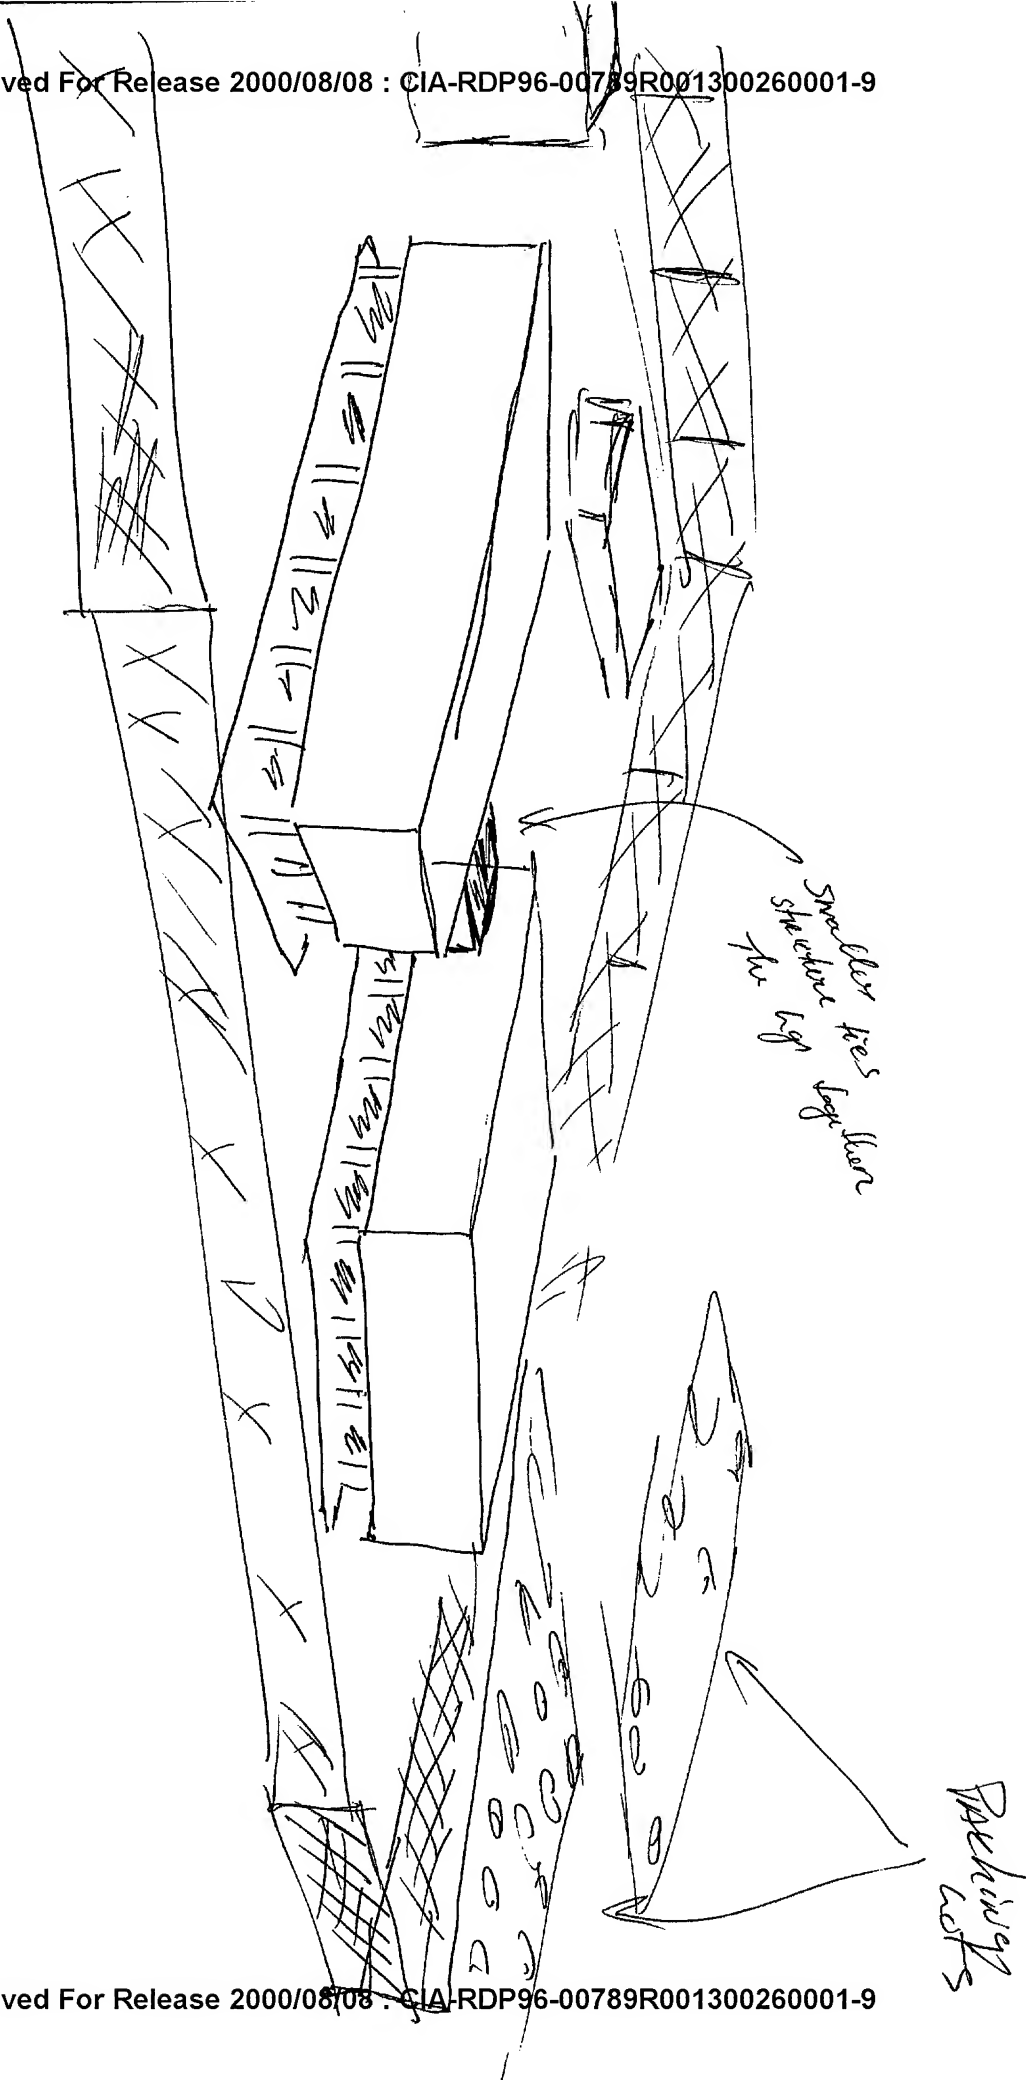 ved For Release 2000/08/08 : CIA-RDP96-00789R001300260001-9
smaller
structure ties
the lgr together
PARKING
LOTS
ved For Release 2000/08/08 : CIA-RDP96-00789R001300260001-9